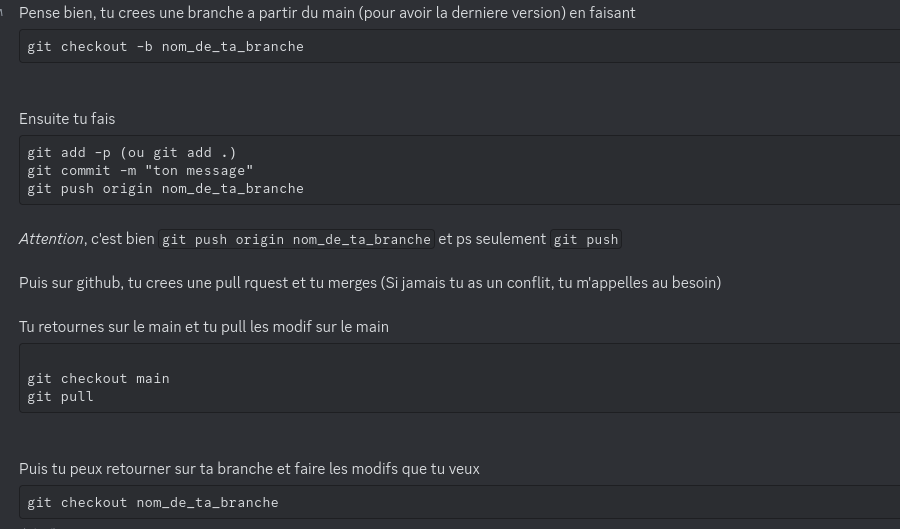 Pense bien, tu crees une branche a partir du main (pour avoir la derniere version) en faisant
git checkout -b nom_de_ta_branche
Ensuite tu fais
git add -p (ou git add .)
git commit -m "ton message"
git push origin nom_de_ta_branche
Attention, c'est bien git push origin nom_de_ta_branche et ps seulement git push
Puis sur github, tu crees une pull rquest et tu merges (Si jamais tu as un conflit, tu m'appelles au besoin)
Tu retournes sur le main et tu pull les modif sur le main
git checkout main
git pull
Puis tu peux retourner sur ta branche et faire les modifs que tu veux
git checkout nom_de_ta_branche